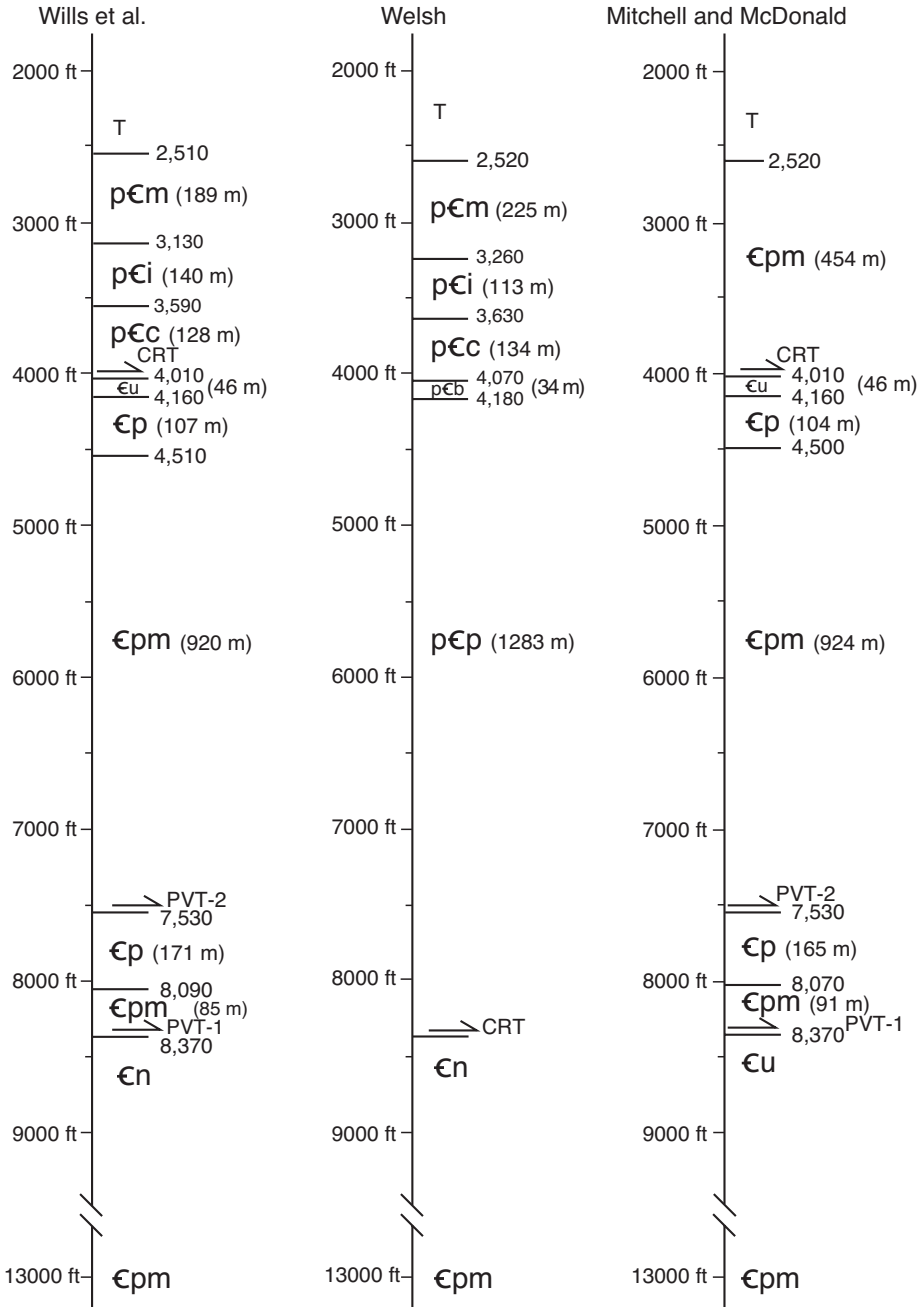 Wills et al.
2000 ft
T
2,510
p€m (189 m)
3000 ft
3,130
p€i (140 m)
3,590
p€c (128 m)
CRT
4000 ft
4,010
€u (46 m)
4,160
€p (107 m)
4,510
5000 ft
€pm (920 m)
6000 ft
7000 ft
PVT-2
7,530
€p (171 m)
8000 ft
8,090
€pm (85 m)
PVT-1
8,370
€n
9000 ft
13000 ft
€pm
Welsh
2000 ft
T
2,520
p€m (225 m)
3000 ft
3,260
p€i (113 m)
3,630
p€c (134 m)
4000 ft
4,070
p€b (34 m)
4,180
5000 ft
p€p (1283 m)
6000 ft
7000 ft
8000 ft
CRT
€n
9000 ft
€pm
Mitchell and McDonald
2000 ft
T
2,520
3000 ft
€pm (454 m)
CRT
4000 ft
4,010
€u (46 m)
4,160
€p (104 m)
4,500
5000 ft
€pm (924 m)
6000 ft
7000 ft
PVT-2
7,530
€p (165 m)
8000 ft
8,070
€pm (91 m)
PVT-1
8,370
€u
9000 ft
13000 ft
€pm